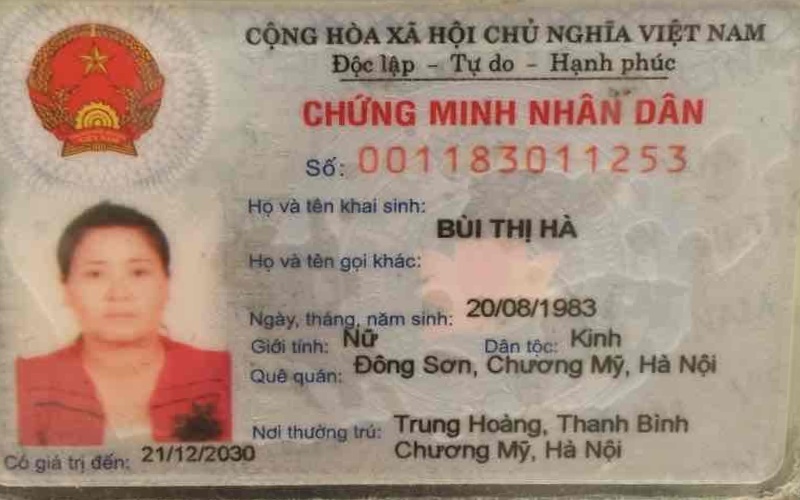 CỘNG HÒA XÃ HỘI CHỦ NGHĨA VIỆT NAM
Độc lập - Tự do - Hạnh phúc
CHỨNG MINH NHÂN DÂN
Số: 001183011253
Họ và tên khai sinh:
BÙI THỊ HÀ
Họ và tên gọi khác:
Ngày, tháng, năm sinh: 20/08/1983
Giới tính: Nữ Dân tộc: Kinh
Quê quán: Đông Sơn, Chương Mỹ, Hà Nội
Nơi thường trú: Trung Hoàng, Thanh Bình
Chương Mỹ, Hà Nội
Có giá trị đến: 21/12/2030